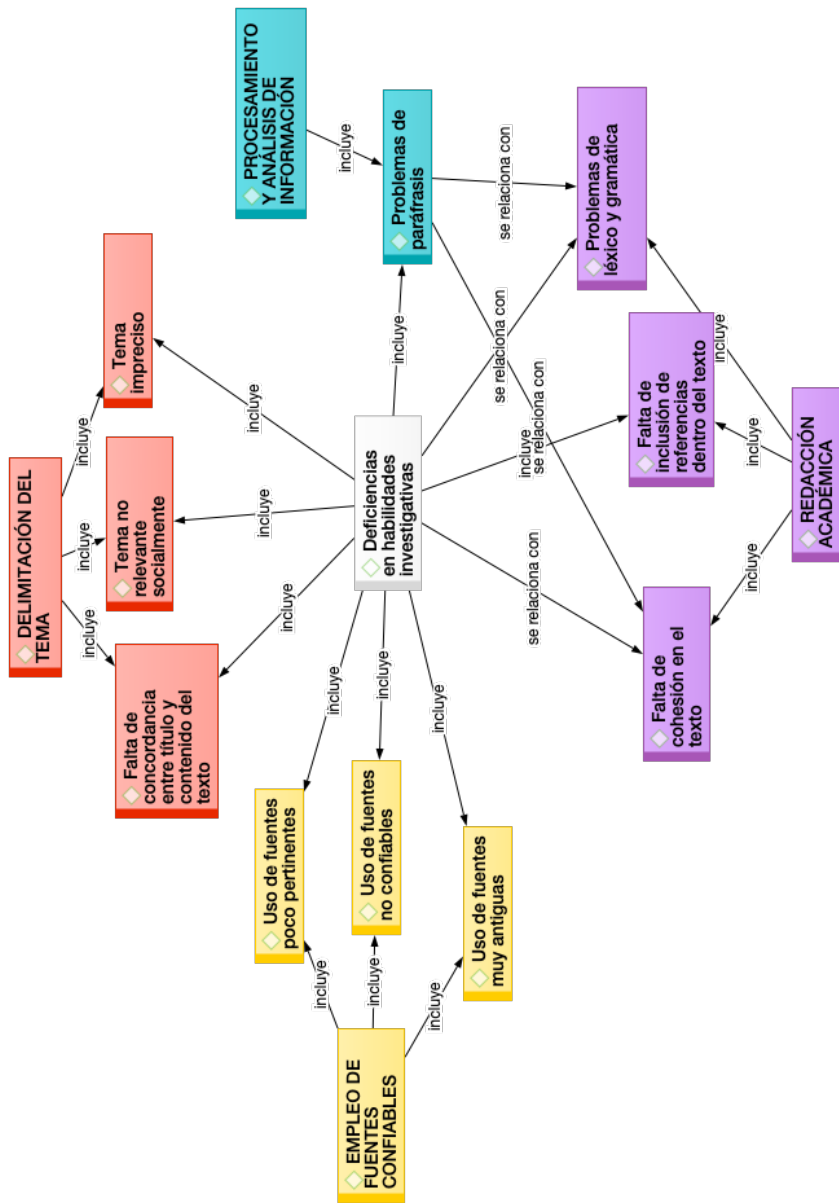 DELIMITACIÓN DEL
TEMA
incluye
incluye
incluye
Falta de
concordancia
entre título y
contenido del
texto
Tema no
relevante
socialmente
Tema
impreciso
incluye
incluye
incluye
PROCESAMIENTO
Y ANÁLISIS DE
INFORMACIÓN
incluye
Uso de fuentes
poco pertinentes
incluye
incluye
EMPLEO DE
FUENTES
CONFIABLES
incluye
Uso de fuentes
no confiables
incluye
Deficiencias
en habilidades
investigativas
incluye
Problemas de
paráfrasis
incluye
Uso de fuentes
muy antiguas
incluye
se relaciona con
se relaciona con
incluye
se relaciona con
se relaciona con
Falta de
cohesión en el
texto
Falta de
inclusión de
referencias
dentro del texto
Problemas de
léxico y gramática
incluye
incluye
incluye
REDACCIÓN
ACADÉMICA